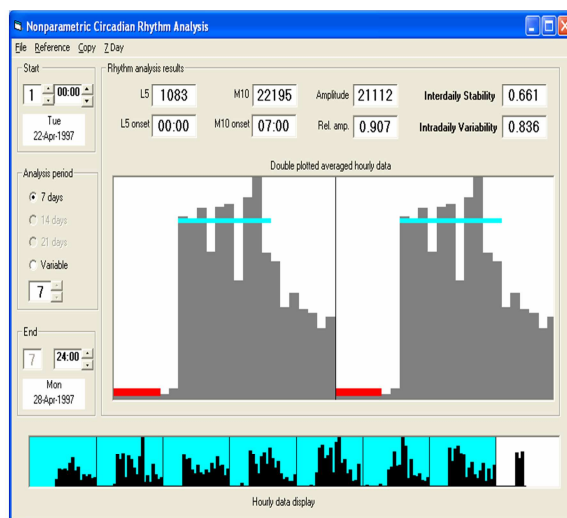 Nonparametric Circadian Rhythm Analysis
File Reference Copy 7 Day
Start
1 00:00
Tue
22-Apr-1997
Analysis period
7 days
14 days
21 days
Variable
7
End
7 24:00
Mon
28-Apr-1997
Rhythm analysis results
L5 1083 M10 22195 Amplitude 21112 Interdaily Stability 0.661
L5 onset 00:00 M10 onset 07:00 Rel. amp. 0.907 Intradaily Variability 0.836
Double plotted averaged hourly data
Hourly data display